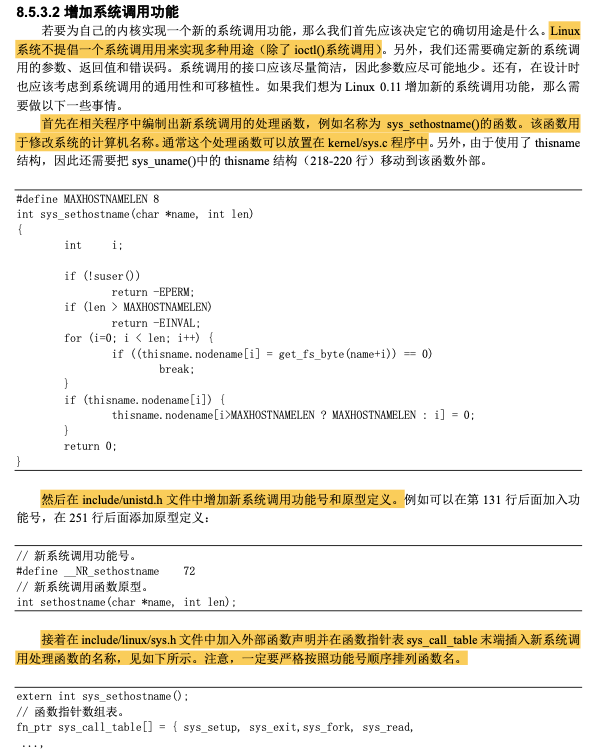 8.5.3.2 增加系统调用功能
若要为自己的内核实现一个新的系统调用功能，那么我们首先应该决定它的确切用途是什么。Linux
系统不提倡一个系统调用用来实现多种用途（除了 ioctl()系统调用）。另外，我们还需要确定新的系统调
用的参数、返回值和错误码。系统调用的接口应该尽量简洁，因此参数应尽可能地少。还有，在设计时
也应该考虑到系统调用的通用性和可移植性。如果我们想为 Linux 0.11 增加新的系统调用功能，那么需
要做以下一些事情。
首先在相关程序中编制出新系统调用的处理函数，例如名称为 sys_sethostname()的函数。该函数用
于修改系统的计算机名称。通常这个处理函数可以放置在 kernel/sys.c 程序中。另外，由于使用了 thisname
结构，因此还需要把 sys_uname()中的 thisname 结构（218-220 行）移动到该函数外部。
#define MAXHOSTNAMELEN 8
int sys_sethostname(char *name, int len)
{
int i;
if (!suser())
return -EPERM;
if (len > MAXHOSTNAMELEN)
return -EINVAL;
for (i=0; i < len; i++) {
if ((thisname.nodename[i] = get_fs_byte(name+i)) == 0)
break;
}
if (thisname.nodename[i]) {
thisname.nodename[i>MAXHOSTNAMELEN ? MAXHOSTNAMELEN : i] = 0;
}
return 0;
}
然后在 include/unistd.h 文件中增加新系统调用功能号和原型定义。例如可以在第 131 行后面加入功
能号，在 251 行后面添加原型定义：
// 新系统调用功能号。
#define __NR_sethostname 72
// 新系统调用函数原型。
int sethostname(char *name, int len);
接着在 include/linux/sys.h 文件中加入外部函数声明并在函数指针表 sys_call_table 末端插入新系统调
用处理函数的名称，见如下所示。注意，一定要严格按照功能号顺序排列函数名。
extern int sys_sethostname();
// 函数指针数组表。
fn_ptr sys_call_table[] = { sys_setup, sys_exit,sys_fork, sys_read,
...,